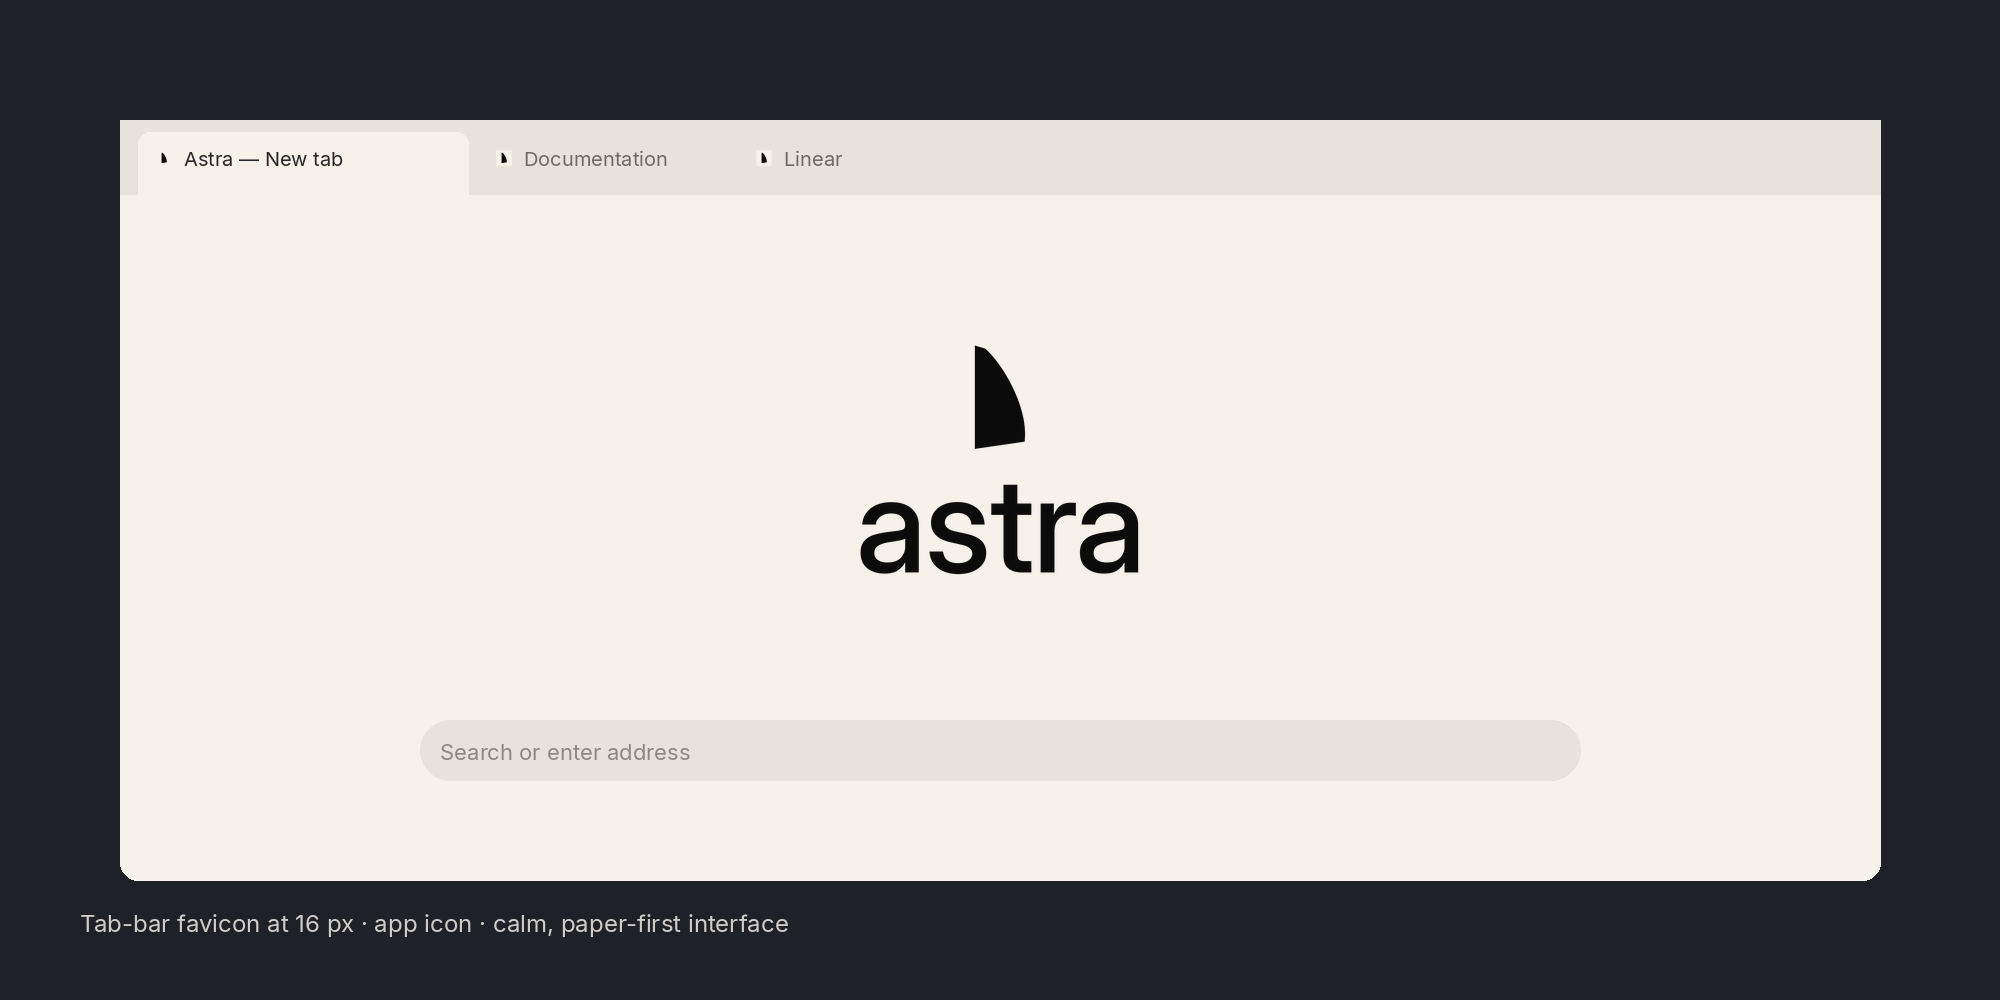 Astra — New tab
Documentation
Linear
astra
Search or enter address
Tab-bar favicon at 16 px · app icon · calm, paper-first interface